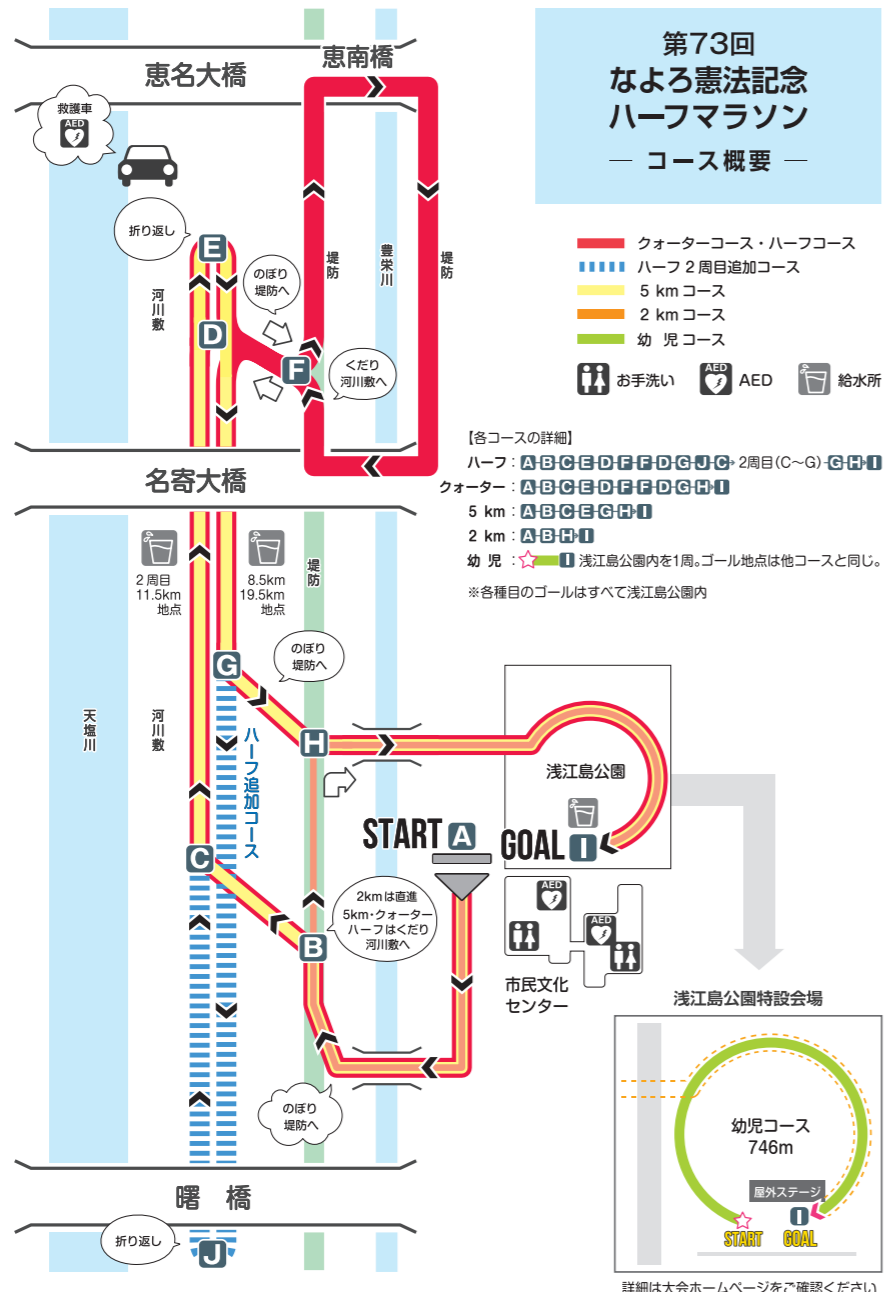 第73回
なよろ憲法記念
ハーフマラソン
― コース概要 ―
クォーターコース・ハーフコース
ハーフ2周目追加コース
5 kmコース
2 kmコース
幼 児コース
お手洗い AED 給水所
【各コースの詳細】
ハーフ：A-B-C-E-D-F-F-D-G-J-C→2周目（C〜G）-G-H→I
クォーター：A-B-C-E-D-F-F-D-G-H→I
5 km：A-B-C-E-G-H→I
2 km：A-B-H→I
幼 児：☆ I 浅江島公園内を1周。ゴール地点は他コースと同じ。
※各種目のゴールはすべて浅江島公園内
恵南橋
恵名大橋
救護車
AED
折り返し
E
のぼり
堤防へ
堤防
豊栄川
堤防
河川敷
D
F
くだり
河川敷へ
名寄大橋
2周目
11.5km
地点
8.5km
19.5km
地点
堤防
のぼり
堤防へ
G
天塩川
河川敷
ハーフ追加コース
H
浅江島公園
START A
GOAL I
C
2kmは直進
5km・クォーター
ハーフはくだり
河川敷へ
B
AED
AED
市民文化
センター
のぼり
堤防へ
曙 橋
折り返し
J
浅江島公園特設会場
幼児コース
746m
屋外ステージ
I
START GOAL
詳細は大会ホームページをご確認ください